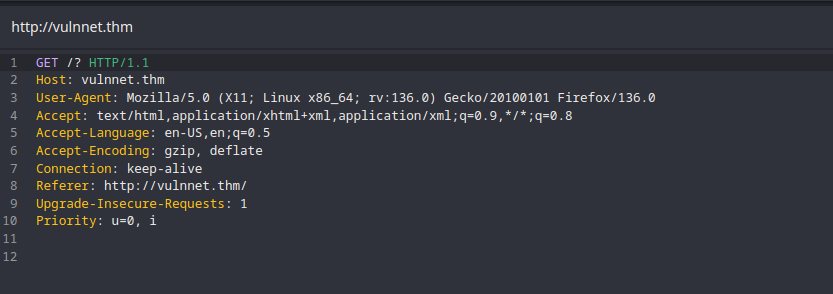 http://vulnnet.thm
1 GET /? HTTP/1.1
2 Host: vulnnet.thm
3 User-Agent: Mozilla/5.0 (X11; Linux x86_64; rv:136.0) Gecko/20100101 Firefox/136.0
4 Accept: text/html,application/xhtml+xml,application/xml;q=0.9,*/*;q=0.8
5 Accept-Language: en-US,en;q=0.5
6 Accept-Encoding: gzip, deflate
7 Connection: keep-alive
8 Referer: http://vulnnet.thm/
9 Upgrade-Insecure-Requests: 1
10 Priority: u=0, i
11
12